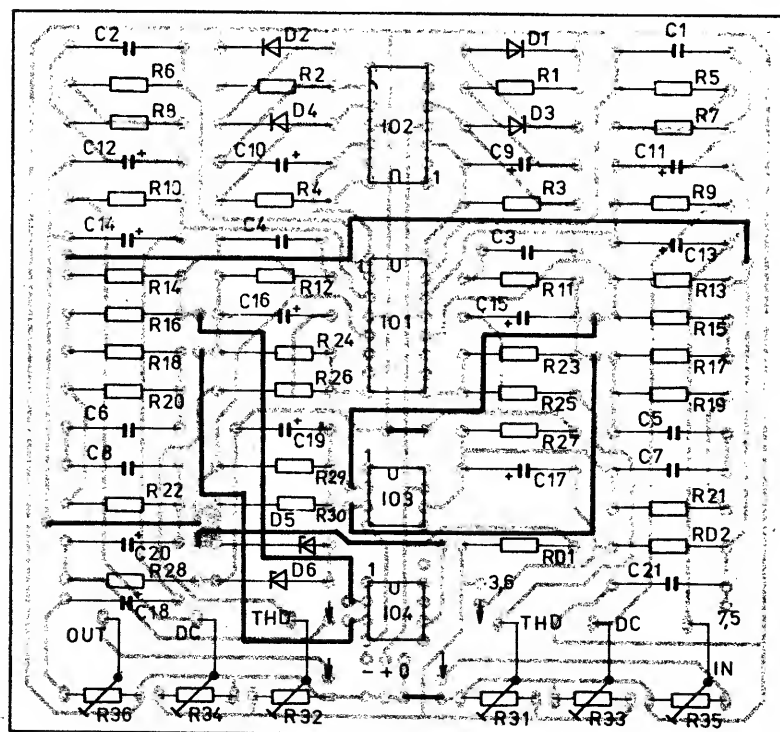 C2 D2 D1 C1
R6 R2 R1 R5
R8 D4 IO2 D3 R7
C12 C10 C9 C11
R10 R4 1 R3 R9
C14 C4 C3 C13
R14 R12 1 R11 R13
R16 C16 IO1 C15 R15
R18 R24 R23 R17
R20 R26 R25 R19
C6 C19 R27 C5
C8 R29 1 C17 C7
R22 R30 IO3 R21
C20 D5 RD1 RD2
R28 D6 1 3,6 C21
C18 IO4 7,5
OUT DC THD THD DC
-+0 IN
R36 R34 R32 R31 R33 R35